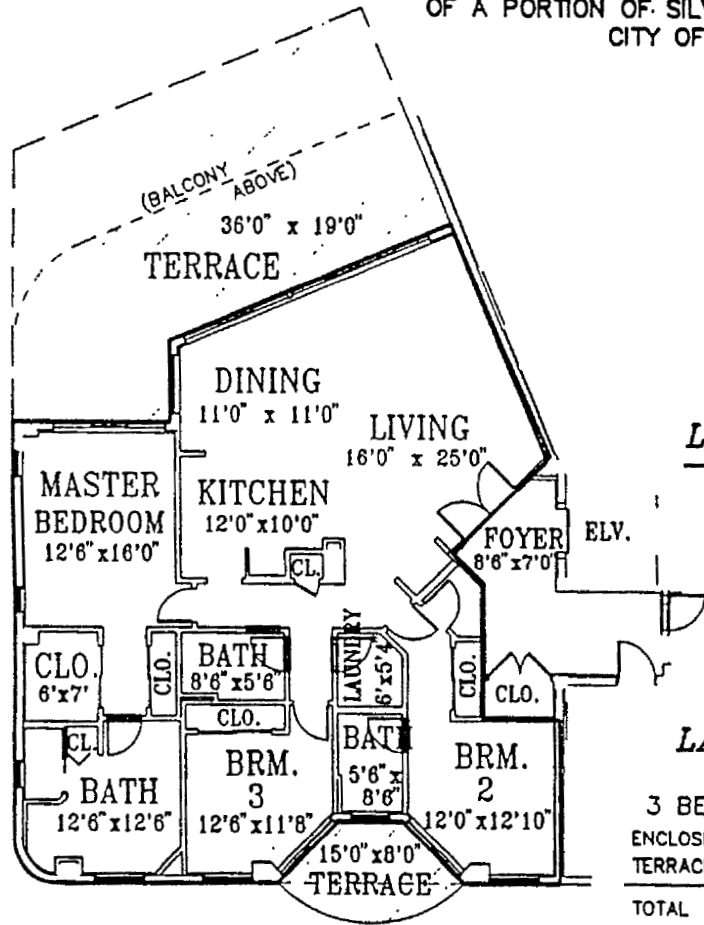 OF A PORTION OF SILV
CITY OF
(BALCONY ABOVE)
36'0" x 19'0"
TERRACE
DINING
11'0" x 11'0"
LIVING
16'0" x 25'0"
L
MASTER
BEDROOM
12'6"x16'0"
KITCHEN
12'0"x10'0"
FOYER
8'6"x7'0"
ELV.
CL.
CLO.
6'x7'
CLO.
BATH
8'6"x5'6"
LAUNDRY
6'x5'4
CLO.
CLO.
CLO.
CL.
BATH
12'6"x12'6"
BRM.
3
12'6"x11'8"
BATH
5'6"x
8'6"
BRM.
2
12'0"x12'10"
LA
3 BE
ENCLOS
TERRAC
TOTAL
15'0"x8'0"
TERRACE